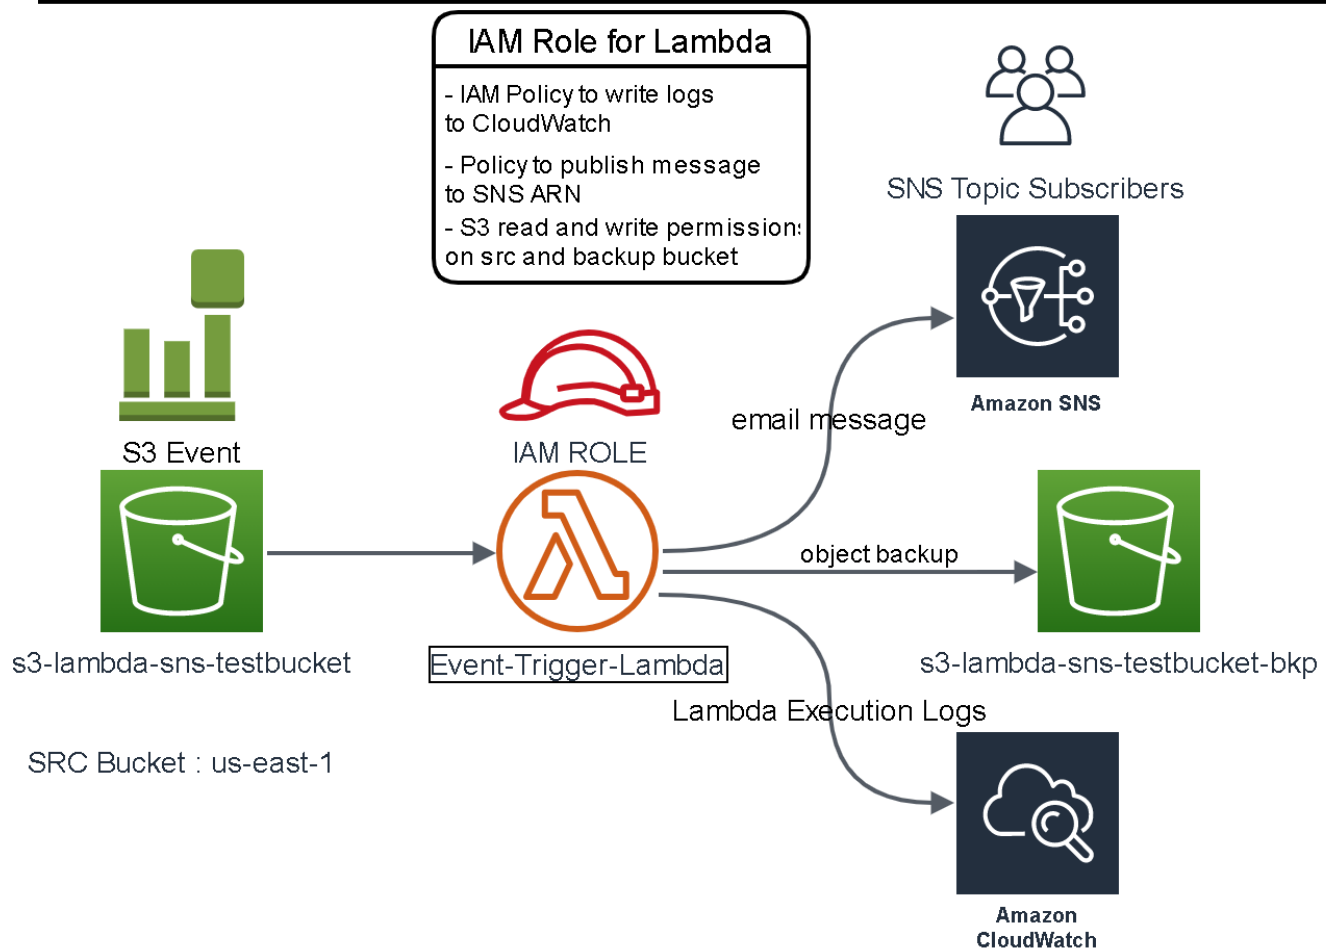 IAM Role for Lambda
- IAM Policy to write logs
to CloudWatch
- Policy to publish message
to SNS ARN
- S3 read and write permissions
on src and backup bucket
SNS Topic Subscribers
Amazon SNS
email message
S3 Event
IAM ROLE
object backup
s3-lambda-sns-testbucket
Event-Trigger-Lambda
s3-lambda-sns-testbucket-bkp
Lambda Execution Logs
SRC Bucket : us-east-1
Amazon
CloudWatch